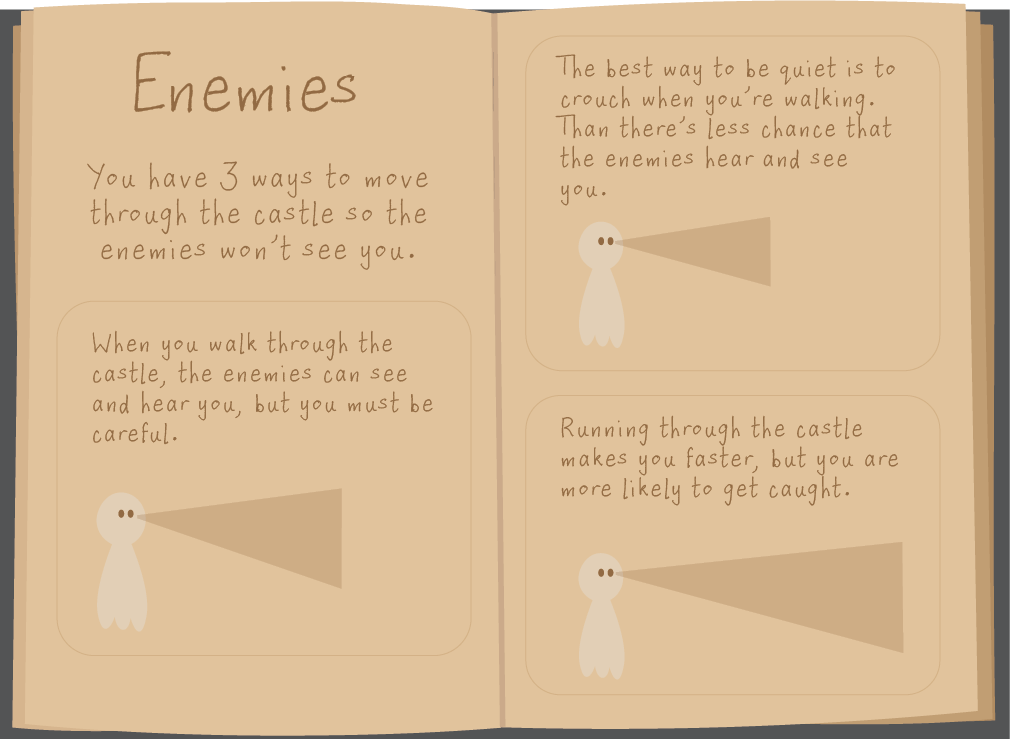 Enemies
You have 3 ways to move
through the castle so the
enemies won't see you.
When you walk through the
castle, the enemies can see
and hear you, but you must be
careful.
The best way to be quiet is to
crouch when you're walking.
Than there's less chance that
the enemies hear and see
you.
Running through the castle
makes you faster, but you are
more likely to get caught.